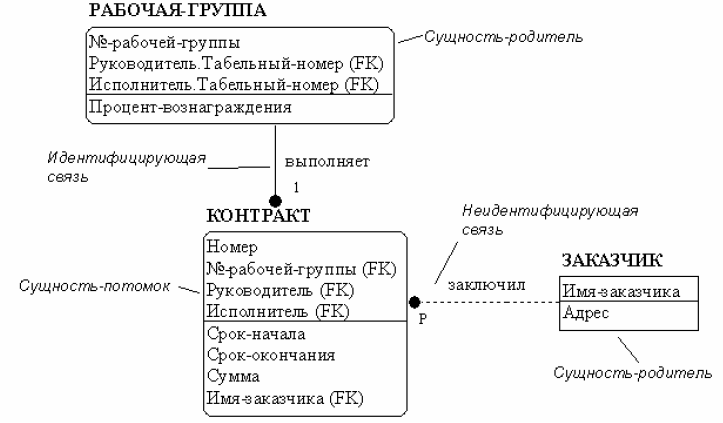 РАБОЧАЯ-ГРУППА
№-рабочей-группы
Руководитель.Табельный-номер (FK)
Исполнитель.Табельный-номер (FK)
Процент-вознаграждения
Сущность-родитель
Идентифицирующая
связь
выполняет
1
КОНТРАКТ
Номер
№-рабочей-группы (FK)
Руководитель (FK)
Исполнитель (FK)
Срок-начала
Срок-окончания
Сумма
Имя-заказчика (FK)
Сущность-потомок
Неидентифицирующая
связь
заключил
P
ЗАКАЗЧИК
Имя-заказчика
Адрес
Сущность-родитель